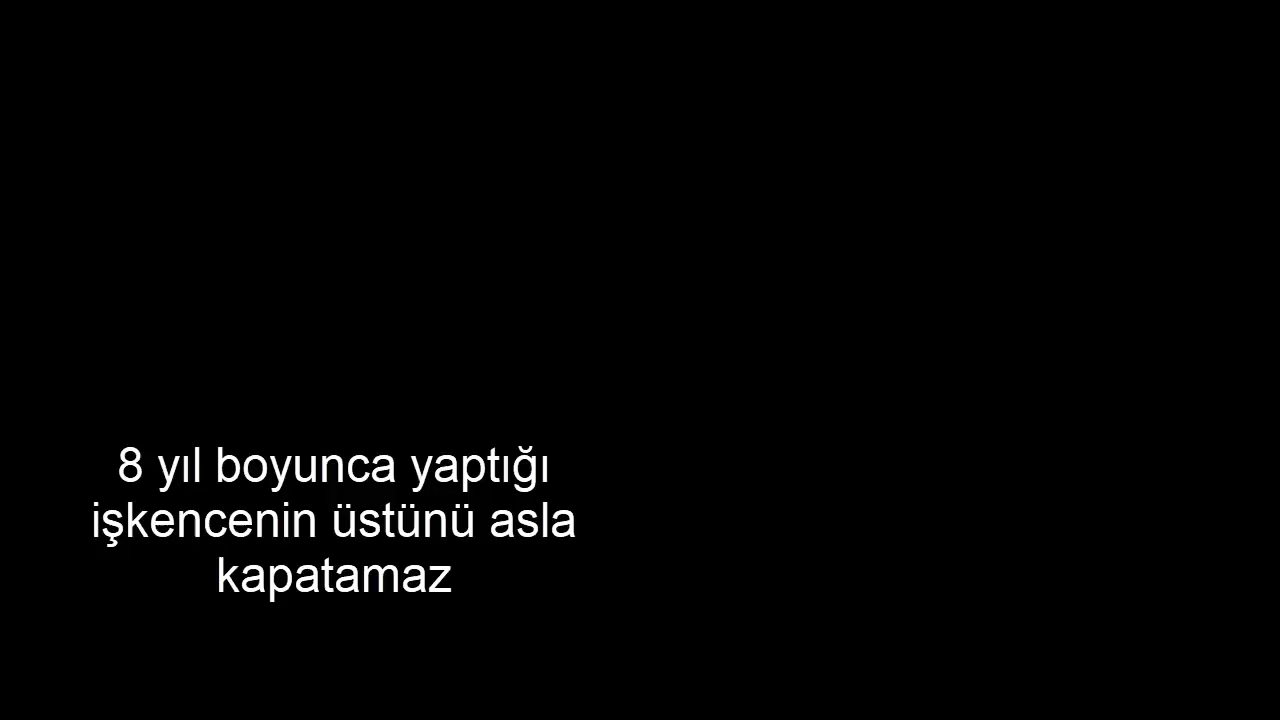 8 yıl boyunca yaptığı
işkencenin üstünü asla
kapatamaz